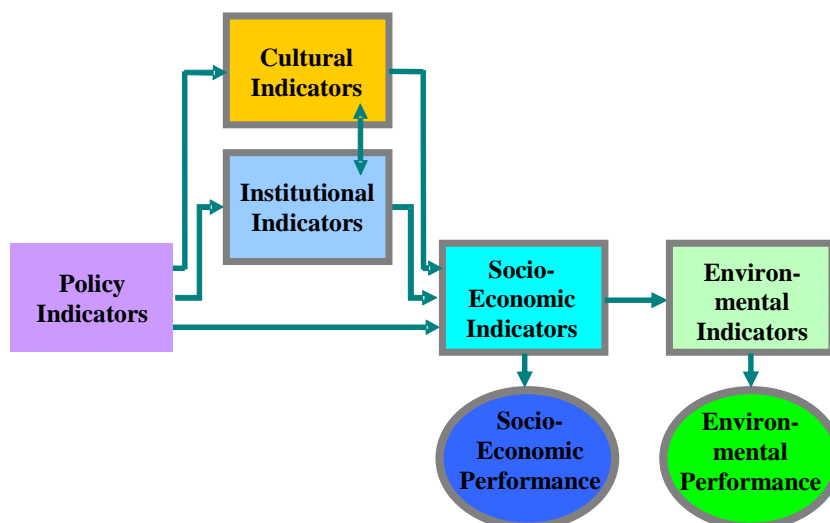 Cultural
Indicators
Institutional
Indicators
Policy
Indicators
Socio-
Economic
Indicators
Environ-
mental
Indicators
Socio-
Economic
Performance
Environ-
mental
Performance